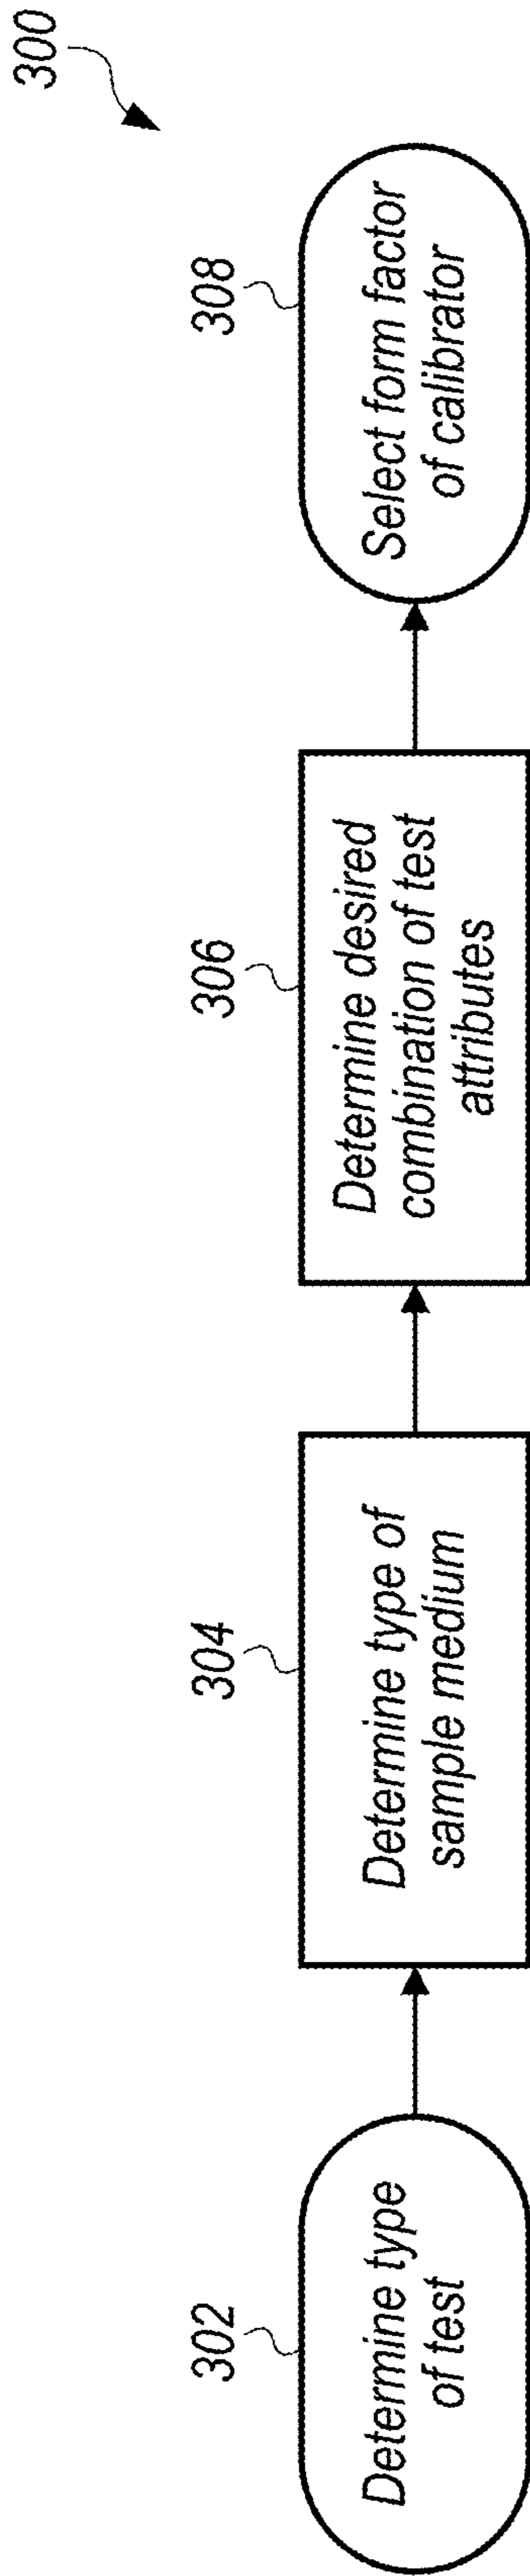 300
302
Determine type
of test
304
Determine type of
sample medium
306
Determine desired
combination of test
attributes
308
Select form factor
of calibrator